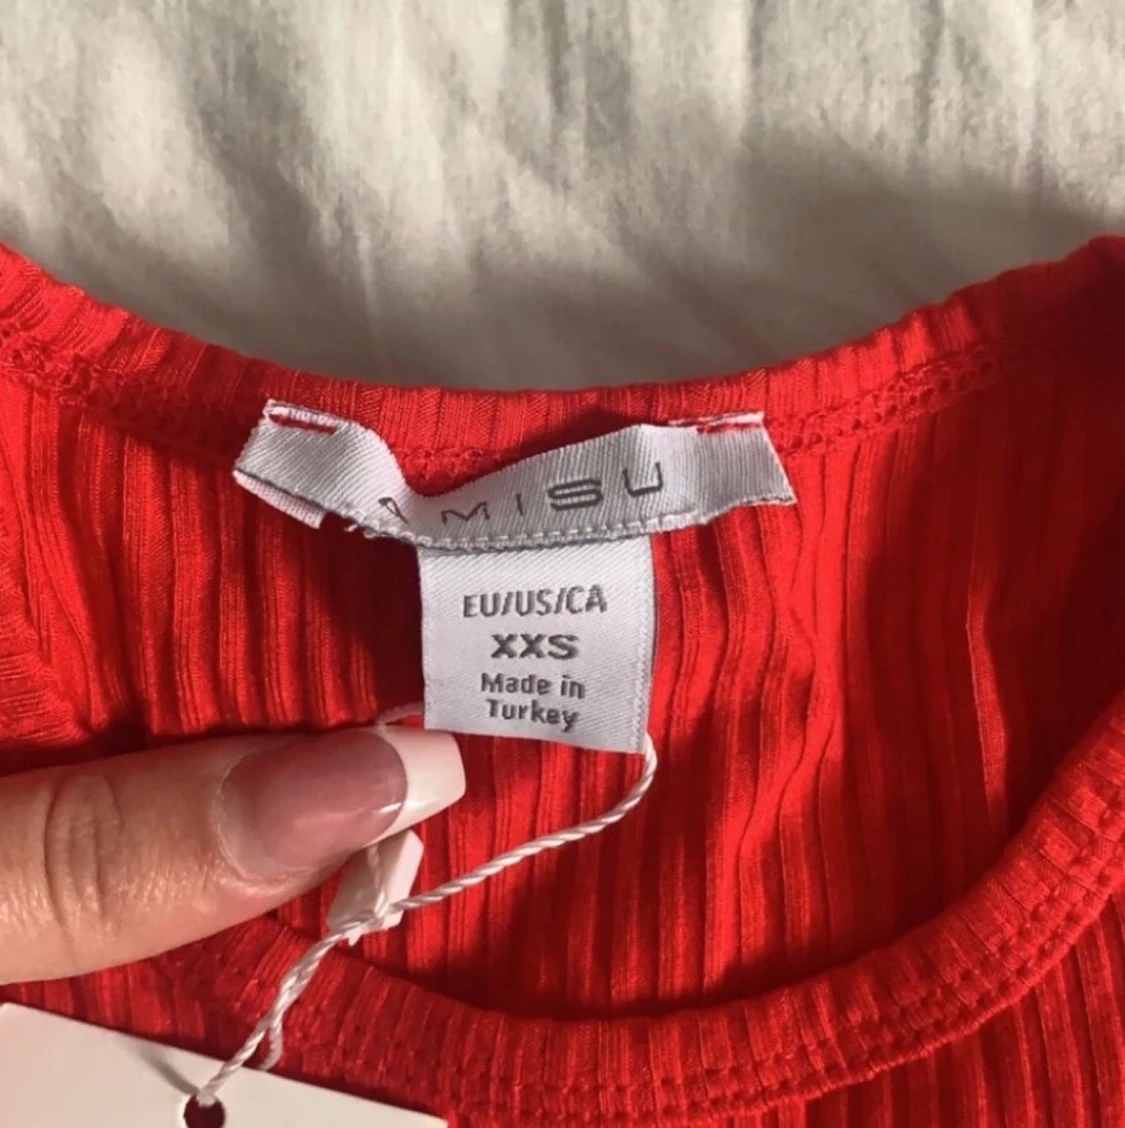 AMISU
EU/US/CA
XXS
Made in
Turkey